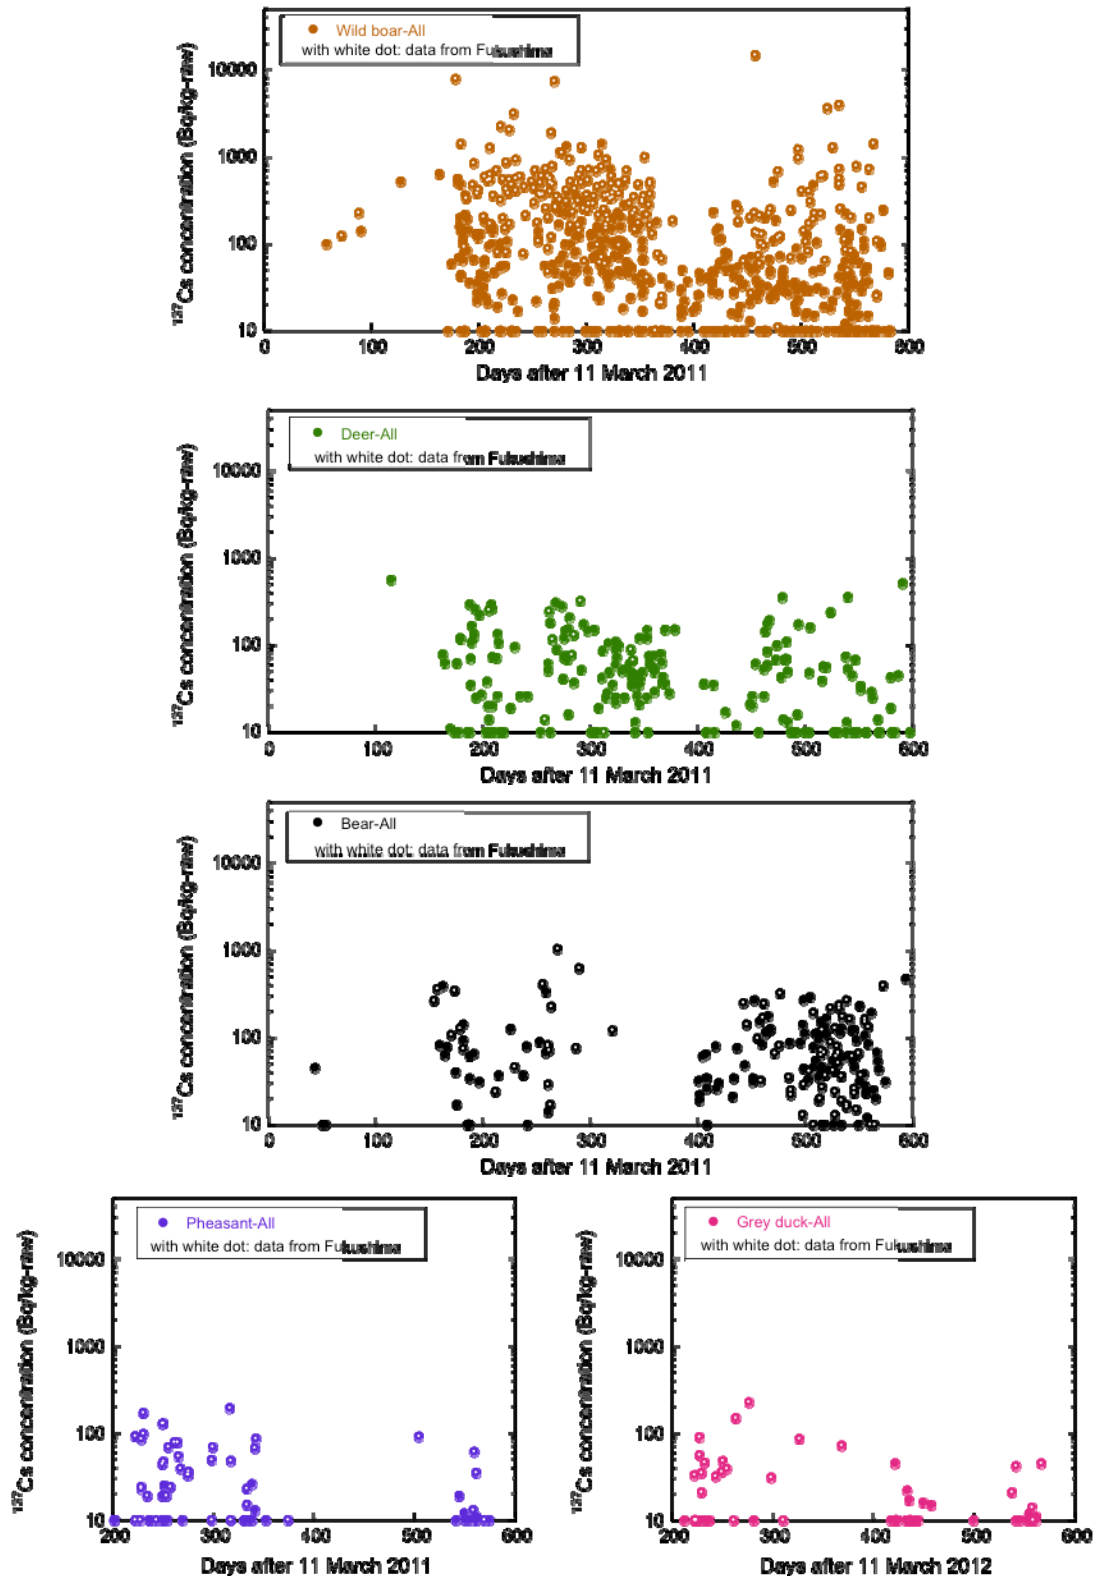 Wild boar-All
with white dot: data from Fukushima
137Cs concentration (Bq/kg-raw)
10000
1000
100
10
0 100 200 300 400 500 600
Days after 11 March 2011
Deer-All
with white dot: data from Fukushima
137Cs concentration (Bq/kg-raw)
10000
1000
100
10
0 100 200 300 400 500 600
Days after 11 March 2011
Bear-All
with white dot: data from Fukushima
137Cs concentration (Bq/kg-raw)
10000
1000
100
10
0 100 200 300 400 500 600
Days after 11 March 2011
Pheasant-All
with white dot: data from Fukushima
137Cs concentration (Bq/kg-raw)
10000
1000
100
10
200 300 400 500 600
Days after 11 March 2011
Grey duck-All
with white dot: data from Fukushima
137Cs concentration (Bq/kg-raw)
10000
1000
100
10
200 300 400 500 600
Days after 11 March 2012